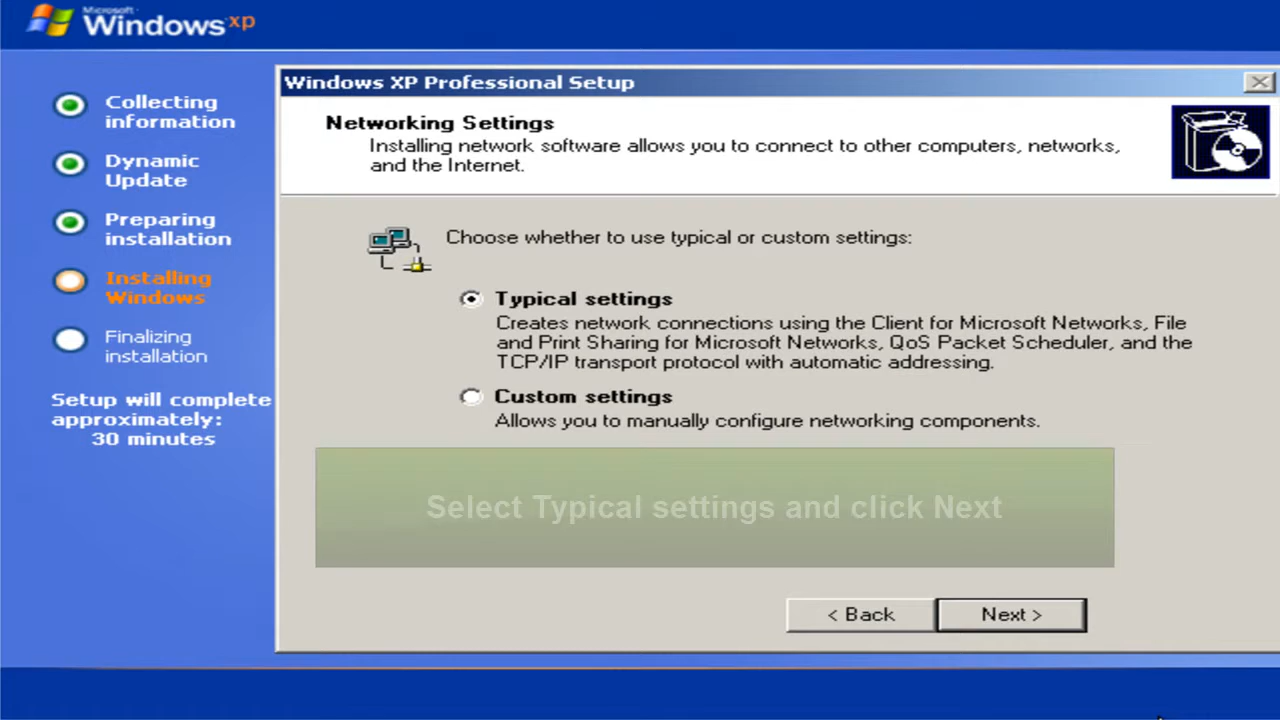 Microsoft
Windows xp
Collecting
information
Dynamic
Update
Preparing
installation
Installing
Windows
Finalizing
installation
Setup will complete
approximately:
30 minutes
Windows XP Professional Setup
Networking Settings
Installing network software allows you to connect to other computers, networks,
and the Internet.
Choose whether to use typical or custom settings:
Typical settings
Creates network connections using the Client for Microsoft Networks, File
and Print Sharing for Microsoft Networks, QoS Packet Scheduler, and the
TCP/IP transport protocol with automatic addressing.
Custom settings
Allows you to manually configure networking components.
Select Typical settings and click Next
< Back
Next >